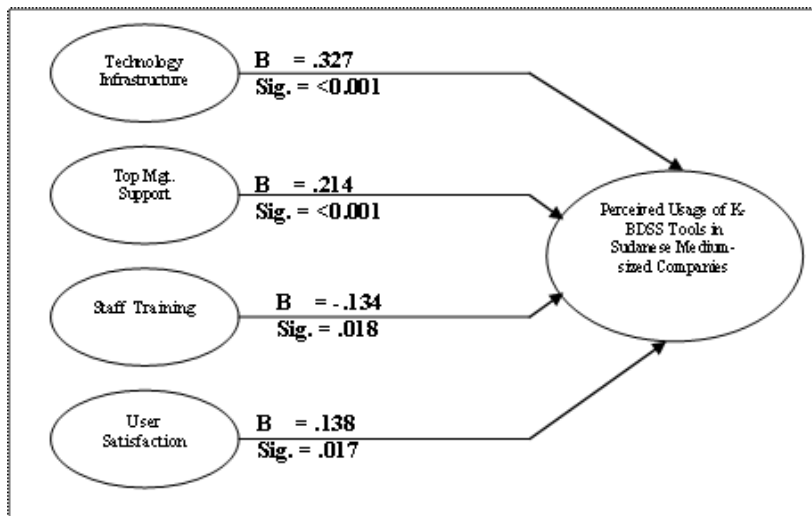 Technology
Infrastructure
B = .327
Sig. = <0.001
Top Mgt.
Support
B = .214
Sig. = <0.001
Perceived Usage of K-
BDSS Tools in
Sudanese Medium-
sized Companies
Staff Training
B = -.134
Sig. = .018
User
Satisfaction
B = .138
Sig. = .017